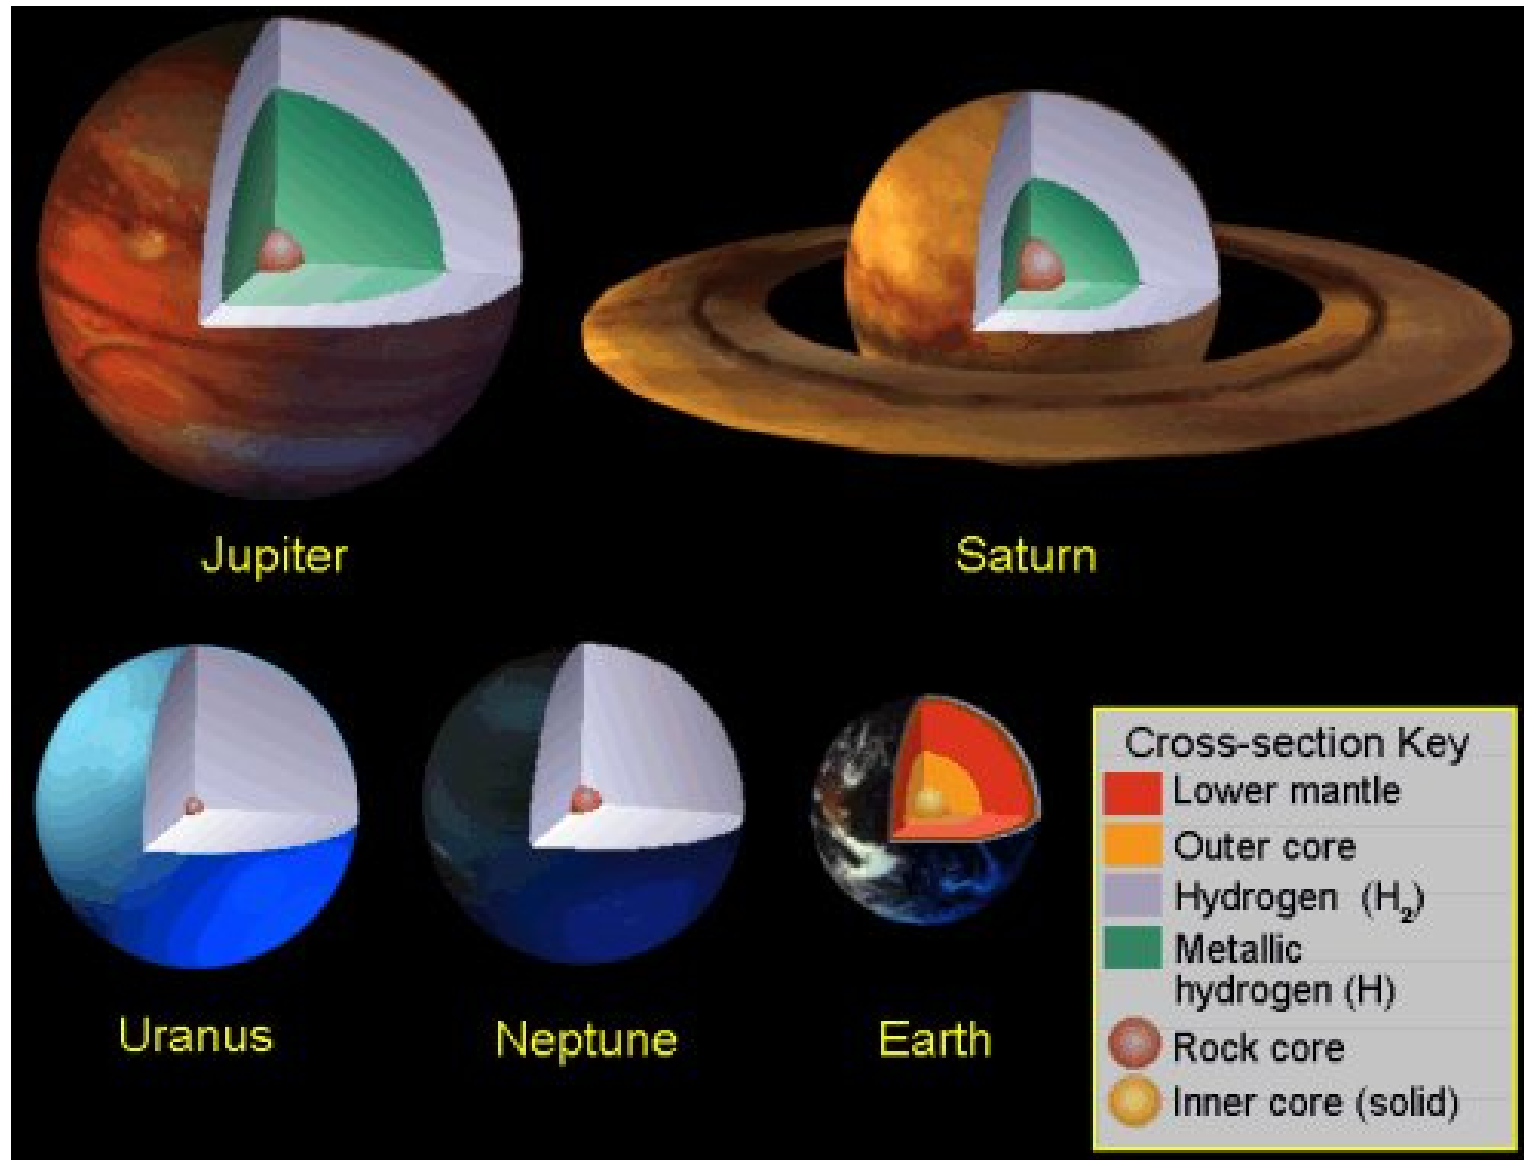 Jupiter
Saturn
Uranus
Neptune
Earth
Cross-section Key
Lower mantle
Outer core
Hydrogen (H₂)
Metallic
hydrogen (H)
Rock core
Inner core (solid)